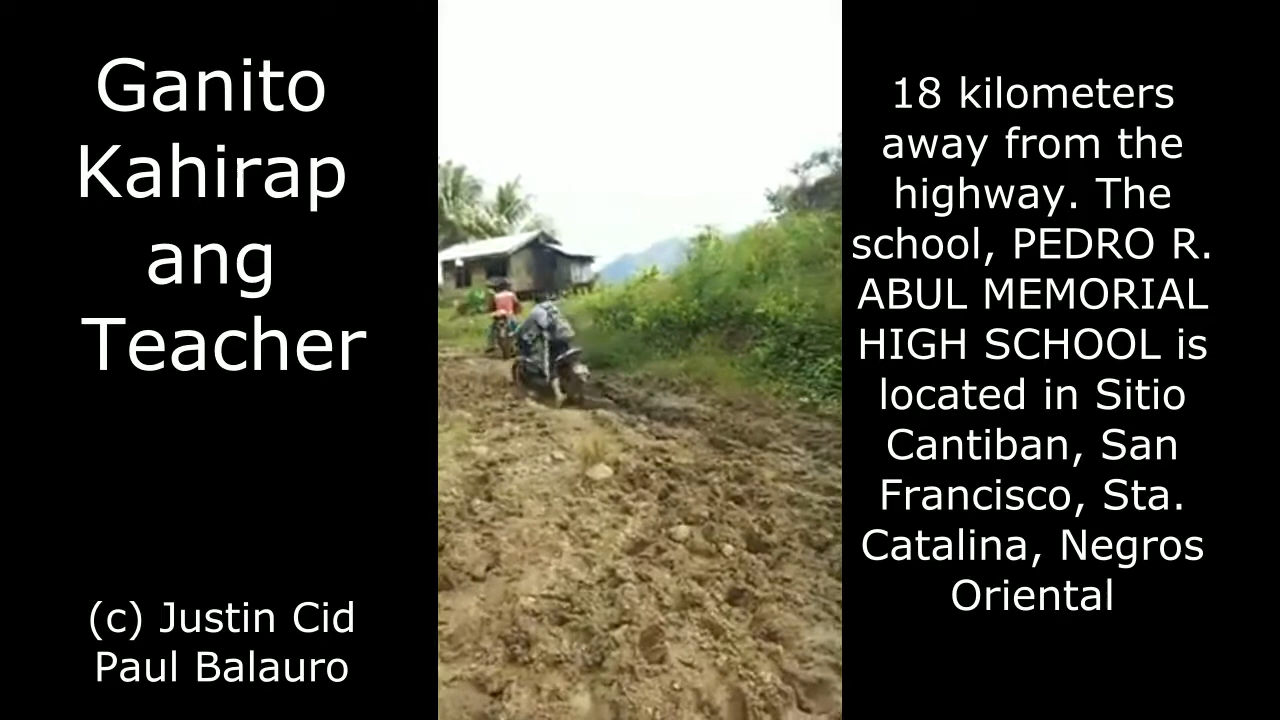 Ganito
Kahirap
ang
Teacher
(c) Justin Cid
Paul Balauro
18 kilometers
away from the
highway. The
school, PEDRO R.
ABUL MEMORIAL
HIGH SCHOOL is
located in Sitio
Cantiban, San
Francisco, Sta.
Catalina, Negros
Oriental